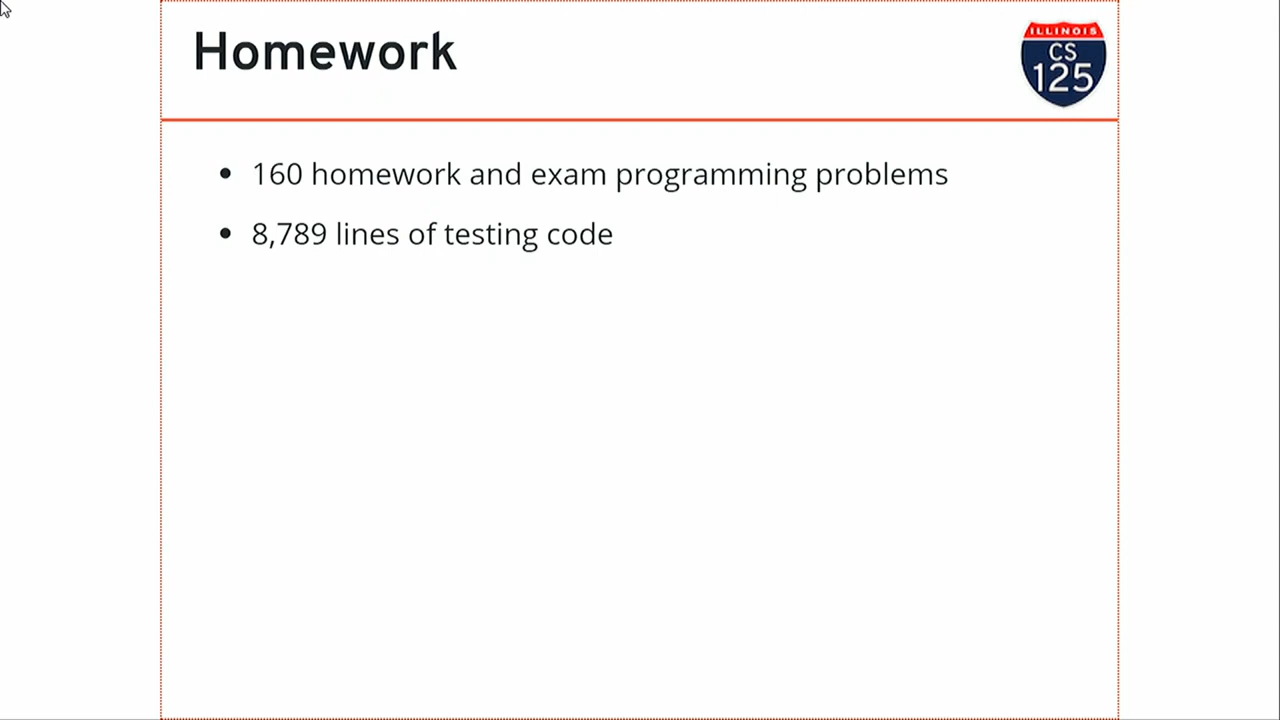 Homework
ILLINOIS
CS
125
160 homework and exam programming problems
8,789 lines of testing code